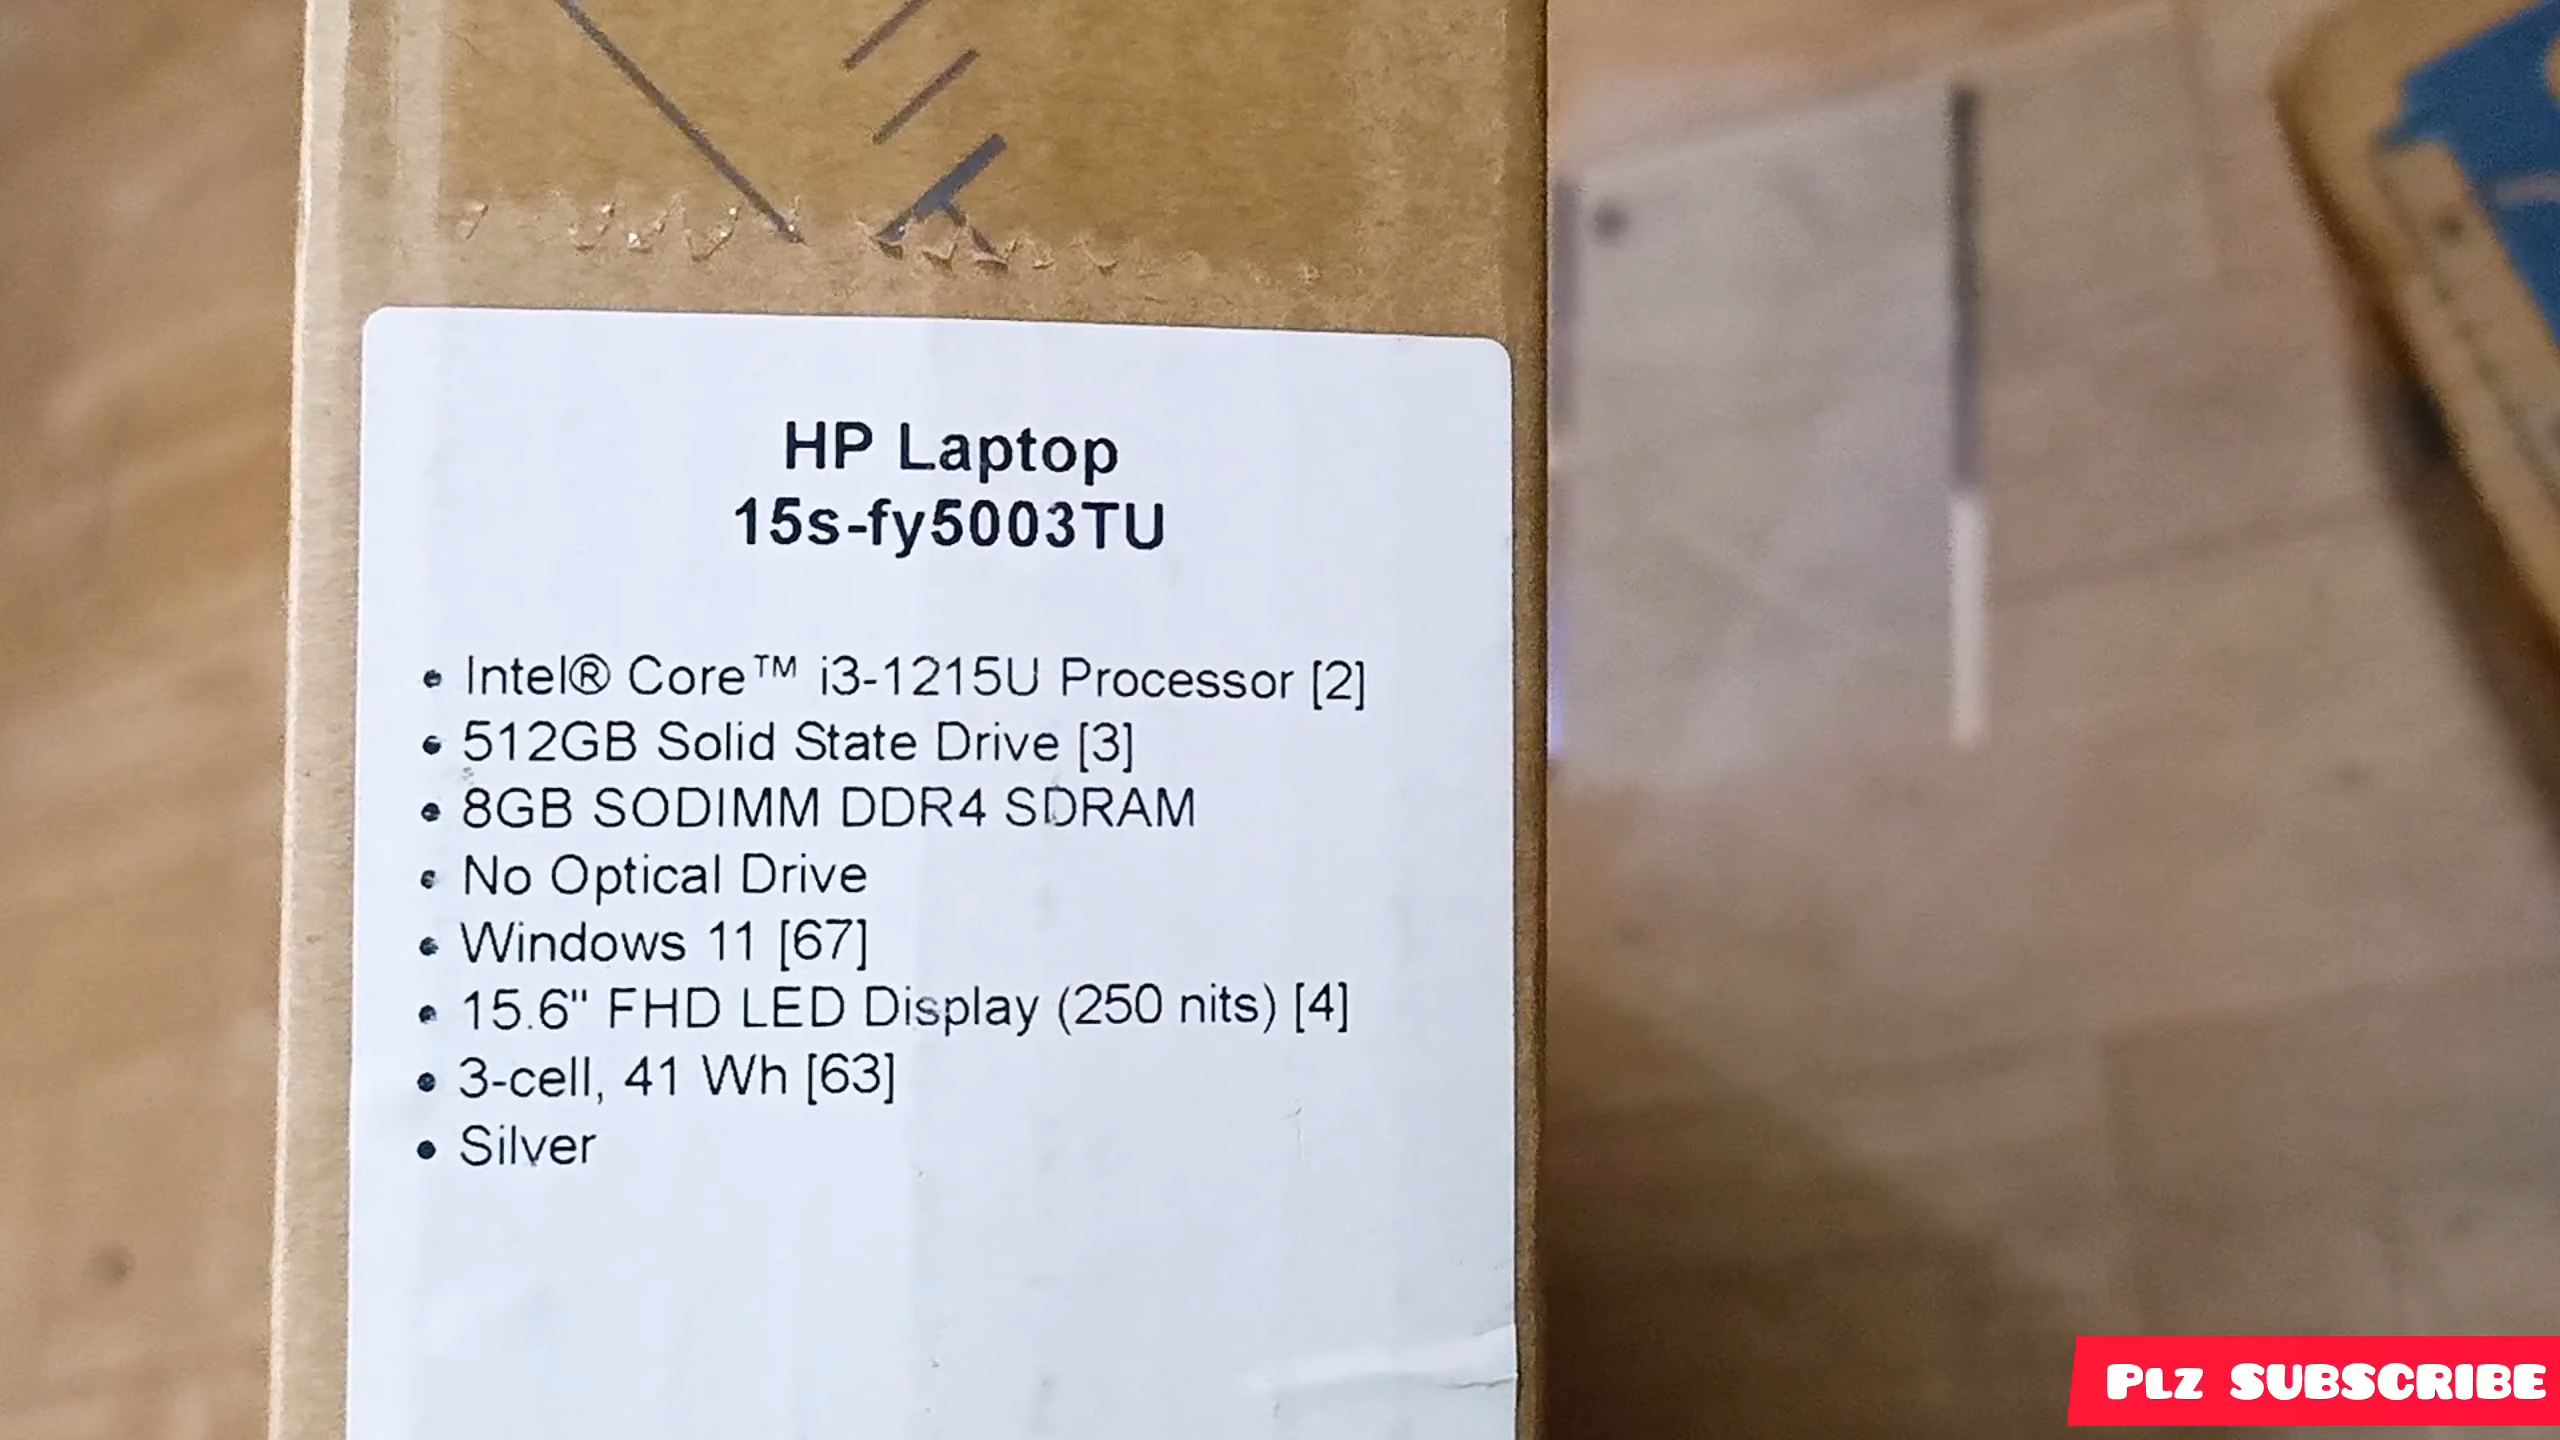 HP Laptop
15s-fy5003TU
• Intel® Core™ i3-1215U Processor [2]
• 512GB Solid State Drive [3]
• 8GB SODIMM DDR4 SDRAM
• No Optical Drive
• Windows 11 [67]
• 15.6" FHD LED Display (250 nits) [4]
• 3-cell, 41 Wh [63]
• Silver
PLZ SUBSCRIBE